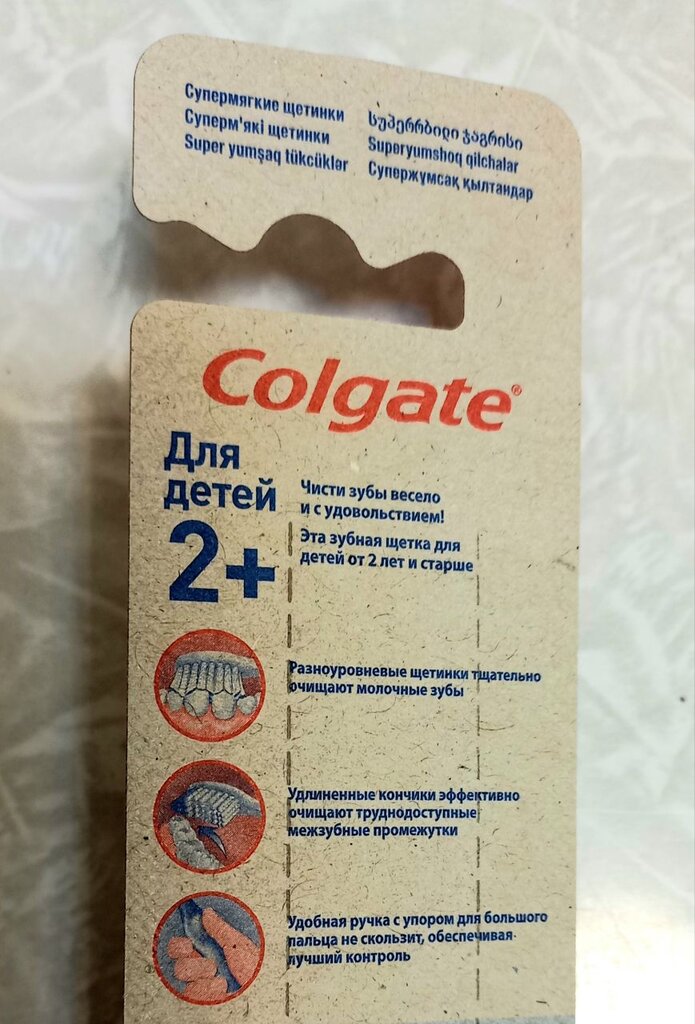 Супермягкие щетинки
Суперм'які щетинки
Super yumşaq tükcüklər
სუპერრბილი ჯაგრისი
Superyumshoq qilchalar
Супержұмсақ қылтандар
Colgate®
Для
детей
2+
Чисти зубы весело
и с удовольствием!
Эта зубная щетка для
детей от 2 лет и старше
Разноуровневые щетинки тщательно
очищают молочные зубы
Удлиненные кончики эффективно
очищают труднодоступные
межзубные промежутки
Удобная ручка с упором для большого
пальца не скользит, обеспечивая
лучший контроль